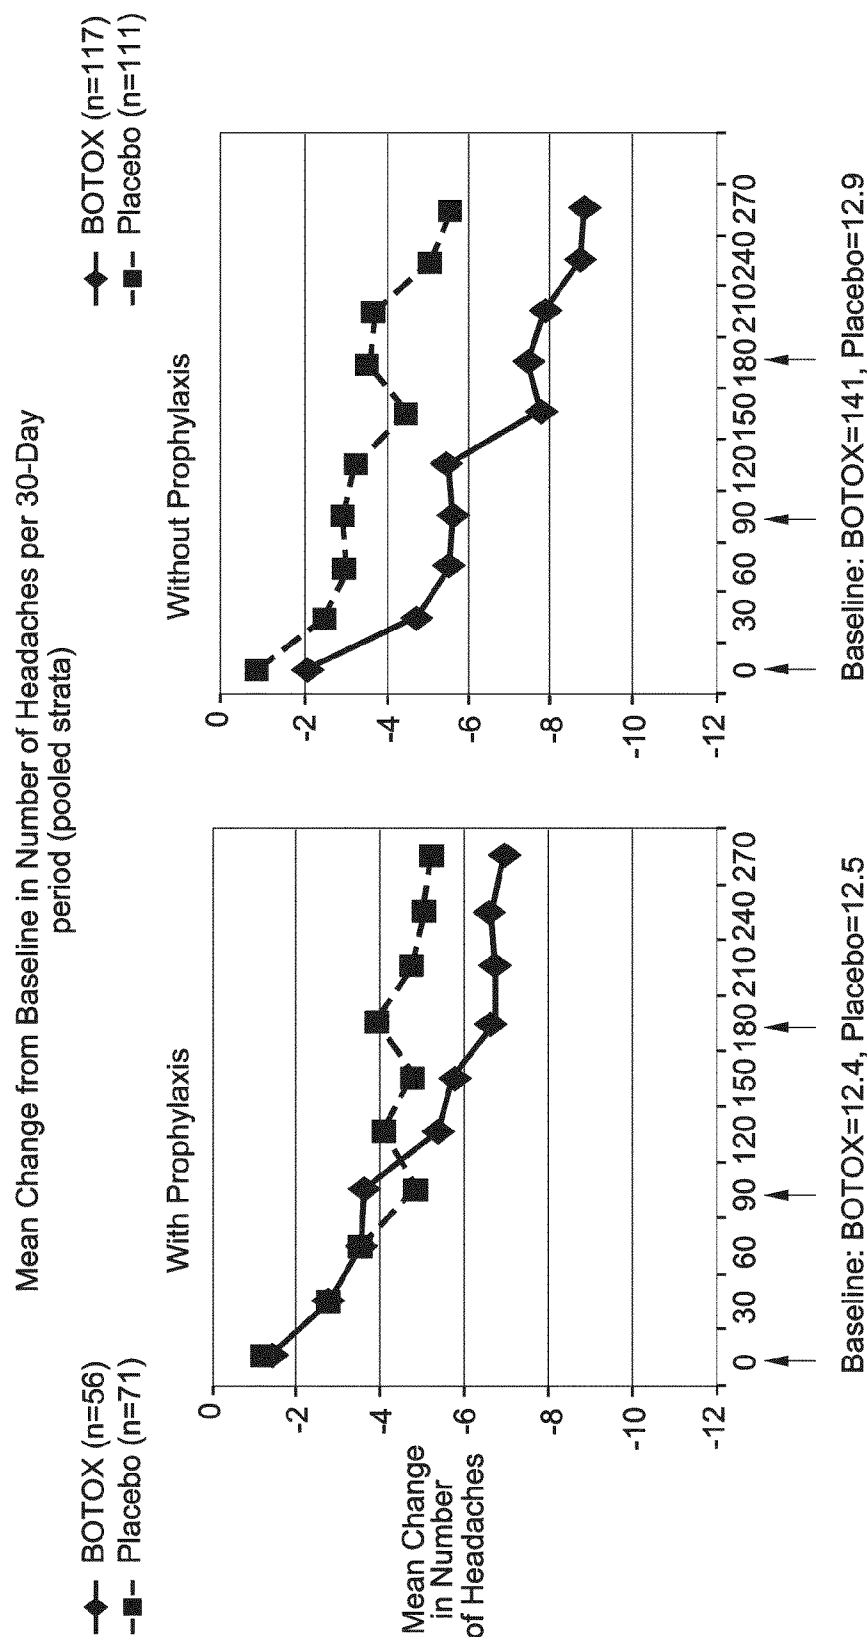 Mean Change from Baseline in Number of Headaches per 30-Day
period (pooled strata)
BOTOX (n=56)
Placebo (n=71)
BOTOX (n=117)
Placebo (n=111)
With Prophylaxis
Mean Change
in Number
of Headaches
0
-2
-4
-6
-8
-10
-12
0 30 60 90 120 150 180 210 240 270
Baseline: BOTOX=12.4, Placebo=12.5
Without Prophylaxis
0
-2
-4
-6
-8
-10
-12
0 30 60 90 120 150 180 210 240 270
Baseline: BOTOX=141, Placebo=12.9